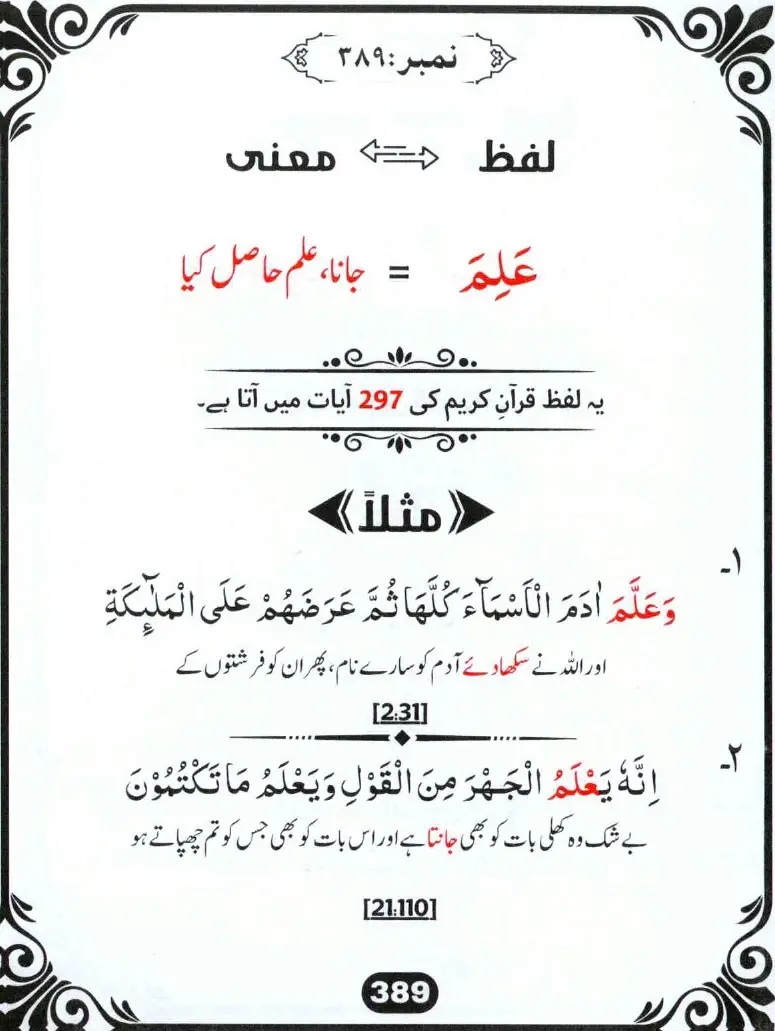 نمبر:۳۸۹
لفظ معنی
عَلِمَ = جانا، علم حاصل کیا
یہ لفظ قرآنِ کریم کی 297 آیات میں آتا ہے۔
مثلاً
۱۔
وَعَلَّمَ اٰدَمَ الْاَسْمَآءَ كُلَّهَا ثُمَّ عَرَضَهُمْ عَلَى الْمَلٰٓىِٕكَةِ
اور اللہ نے سکھا دئے آدم کو سارے نام، پھر ان کو فرشتوں کے
[2:31]
۲۔
اِنَّهٗ يَعْلَمُ الْجَهْرَ مِنَ الْقَوْلِ وَيَعْلَمُ مَا تَكْتُمُوْنَ
بے شک وہ کھلی بات کو بھی جانتا ہے اور اس بات کو بھی جس کو تم چھپاتے ہو
[21:110]
389